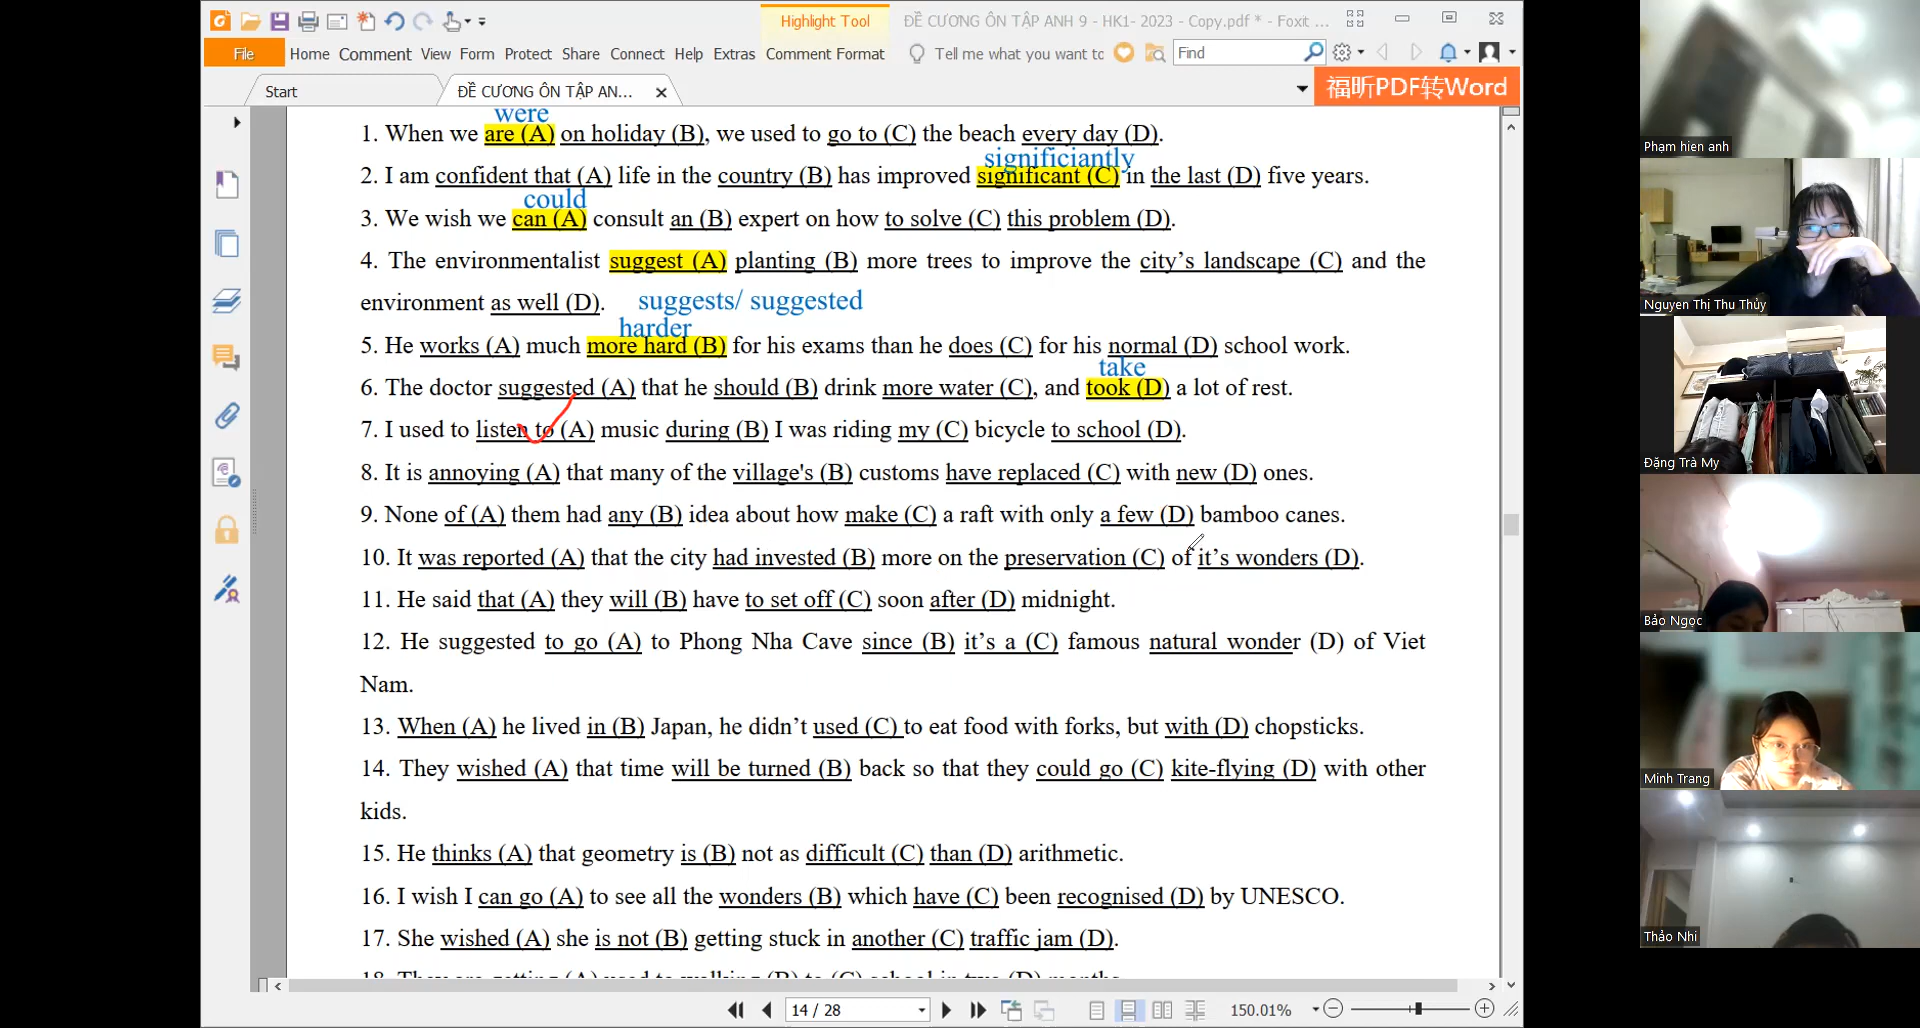 Highlight Tool
ĐỀ CƯƠNG ÔN TẬP ANH 9 - HK1- 2023 - Copy.pdf * - Foxit ...
File Home Comment View Form Protect Share Connect Help Extras Comment Format Tell me what you want to Find
Start ĐỀ CƯƠNG ÔN TẬP AN... 福昕PDF转Word
were
1. When we are (A) on holiday (B), we used to go to (C) the beach every day (D).
significiantly
2. I am confident that (A) life in the country (B) has improved significant (C) in the last (D) five years.
could
3. We wish we can (A) consult an (B) expert on how to solve (C) this problem (D).
4. The environmentalist suggest (A) planting (B) more trees to improve the city's landscape (C) and the
environment as well (D). suggests/ suggested
harder
5. He works (A) much more hard (B) for his exams than he does (C) for his normal (D) school work.
take
6. The doctor suggested (A) that he should (B) drink more water (C), and took (D) a lot of rest.
7. I used to listen to (A) music during (B) I was riding my (C) bicycle to school (D).
8. It is annoying (A) that many of the village's (B) customs have replaced (C) with new (D) ones.
9. None of (A) them had any (B) idea about how make (C) a raft with only a few (D) bamboo canes.
10. It was reported (A) that the city had invested (B) more on the preservation (C) of it's wonders (D).
11. He said that (A) they will (B) have to set off (C) soon after (D) midnight.
12. He suggested to go (A) to Phong Nha Cave since (B) it's a (C) famous natural wonder (D) of Viet
Nam.
13. When (A) he lived in (B) Japan, he didn't used (C) to eat food with forks, but with (D) chopsticks.
14. They wished (A) that time will be turned (B) back so that they could go (C) kite-flying (D) with other
kids.
15. He thinks (A) that geometry is (B) not as difficult (C) than (D) arithmetic.
16. I wish I can go (A) to see all the wonders (B) which have (C) been recognised (D) by UNESCO.
17. She wished (A) she is not (B) getting stuck in another (C) traffic jam (D).
18. They are getting (A) used to walking (B) to (C) school in two (D) months.
14 / 28
150.01%
Phạm hien anh
Nguyen Thị Thu Thủy
Đặng Trà My
Bảo Ngọc
Minh Trang
Thảo Nhi